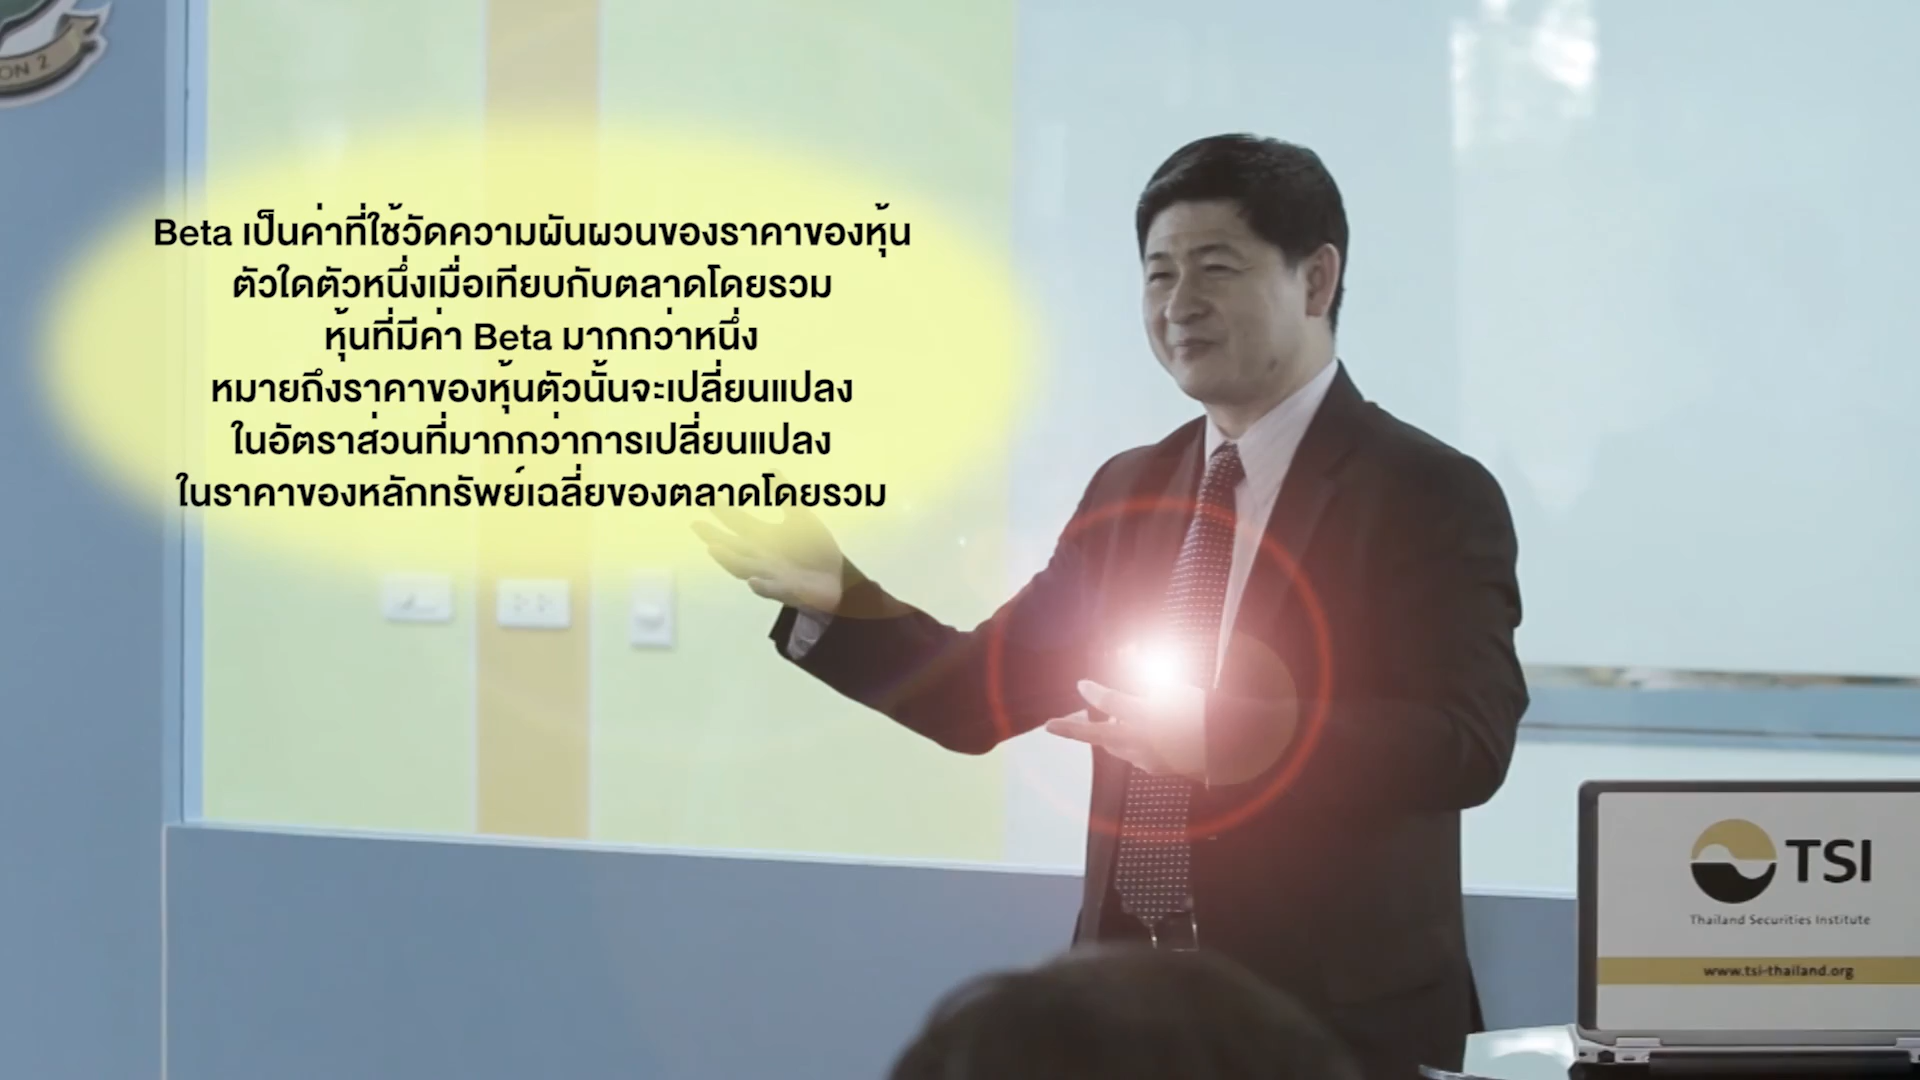 ON 2
Beta เป็นค่าที่ใช้วัดความผันผวนของราคาของหุ้น
ตัวใดตัวหนึ่งเมื่อเทียบกับตลาดโดยรวม
หุ้นที่มีค่า Beta มากกว่าหนึ่ง
หมายถึงราคาของหุ้นตัวนั้นจะเปลี่ยนแปลง
ในอัตราส่วนที่มากกว่าการเปลี่ยนแปลง
ในราคาของหลักทรัพย์เฉลี่ยของตลาดโดยรวม
TSI
Thailand Securities Institute
www.tsi-thailand.org